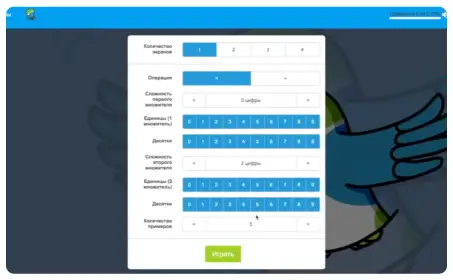 Количество
экранов
1 2 3 4
Операция
Сложность
первого
множителя
цифры
Единицы (1
множитель)
0 1 2 3 4 5 6 7 8 9
Десятки
0 1 2 3 4 5 6 7 8 9
Сложность
второго
множителя
2 цифры
Единицы (2
множитель)
0 1 2 3 4 5 6 7 8 9
Десятки
0 1 2 3 4 5 6 7 8 9
Количество
примеров
5
Играть